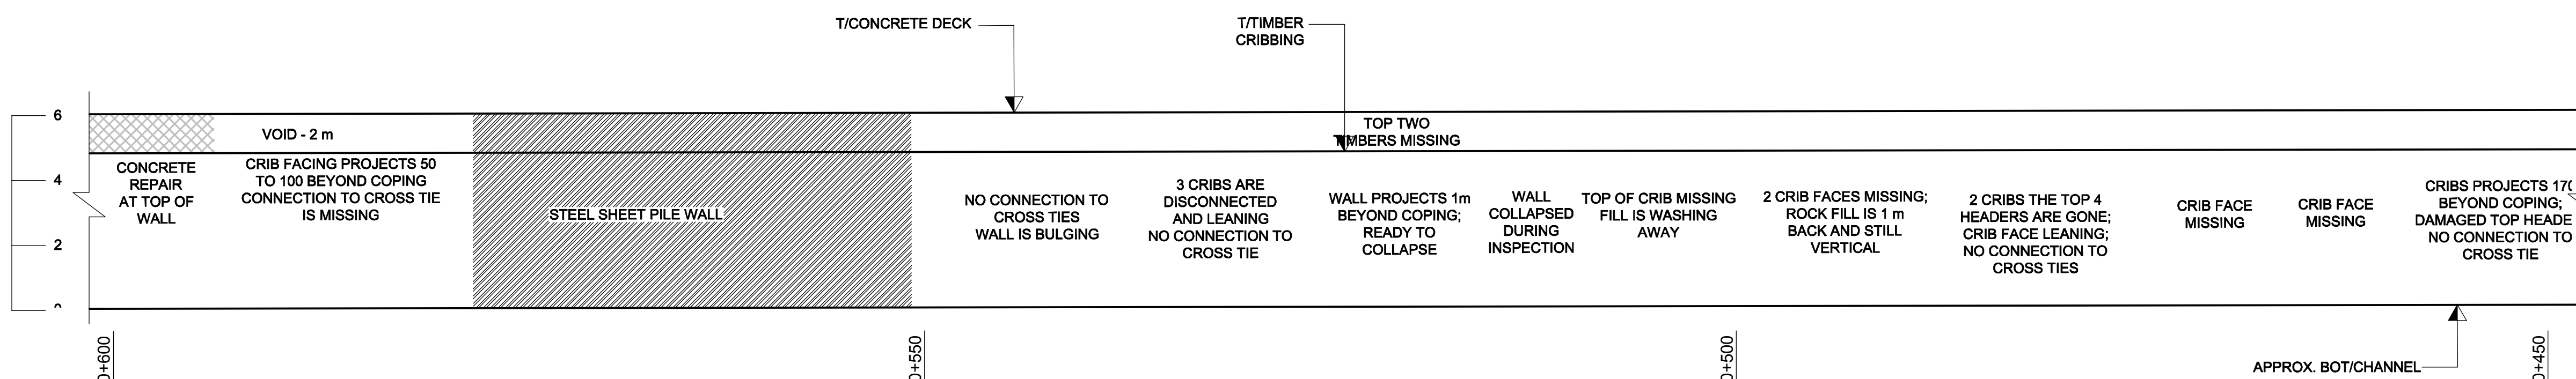 T/CONCRETE DECK
T/TIMBER
CRIBBING
6
4
2
VOID - 2 m
TOP TWO
TIMBERS MISSING
CONCRETE
REPAIR
AT TOP OF
WALL
CRIB FACING PROJECTS 50
TO 100 BEYOND COPING
CONNECTION TO CROSS TIE
IS MISSING
STEEL SHEET PILE WALL
NO CONNECTION TO
CROSS TIES
WALL IS BULGING
3 CRIBS ARE
DISCONNECTED
AND LEANING
NO CONNECTION TO
CROSS TIE
WALL PROJECTS 1m
BEYOND COPING;
READY TO
COLLAPSE
WALL
COLLAPSED
DURING
INSPECTION
TOP OF CRIB MISSING
FILL IS WASHING
AWAY
2 CRIB FACES MISSING;
ROCK FILL IS 1 m
BACK AND STILL
VERTICAL
2 CRIBS THE TOP 4
HEADERS ARE GONE;
CRIB FACE LEANING;
NO CONNECTION TO
CROSS TIES
CRIB FACE
MISSING
CRIB FACE
MISSING
CRIBS PROJECTS 17
BEYOND COPING;
DAMAGED TOP HEADE
NO CONNECTION TO
CROSS TIE
0+600
0+550
0+500
0+450
APPROX. BOT/CHANNEL